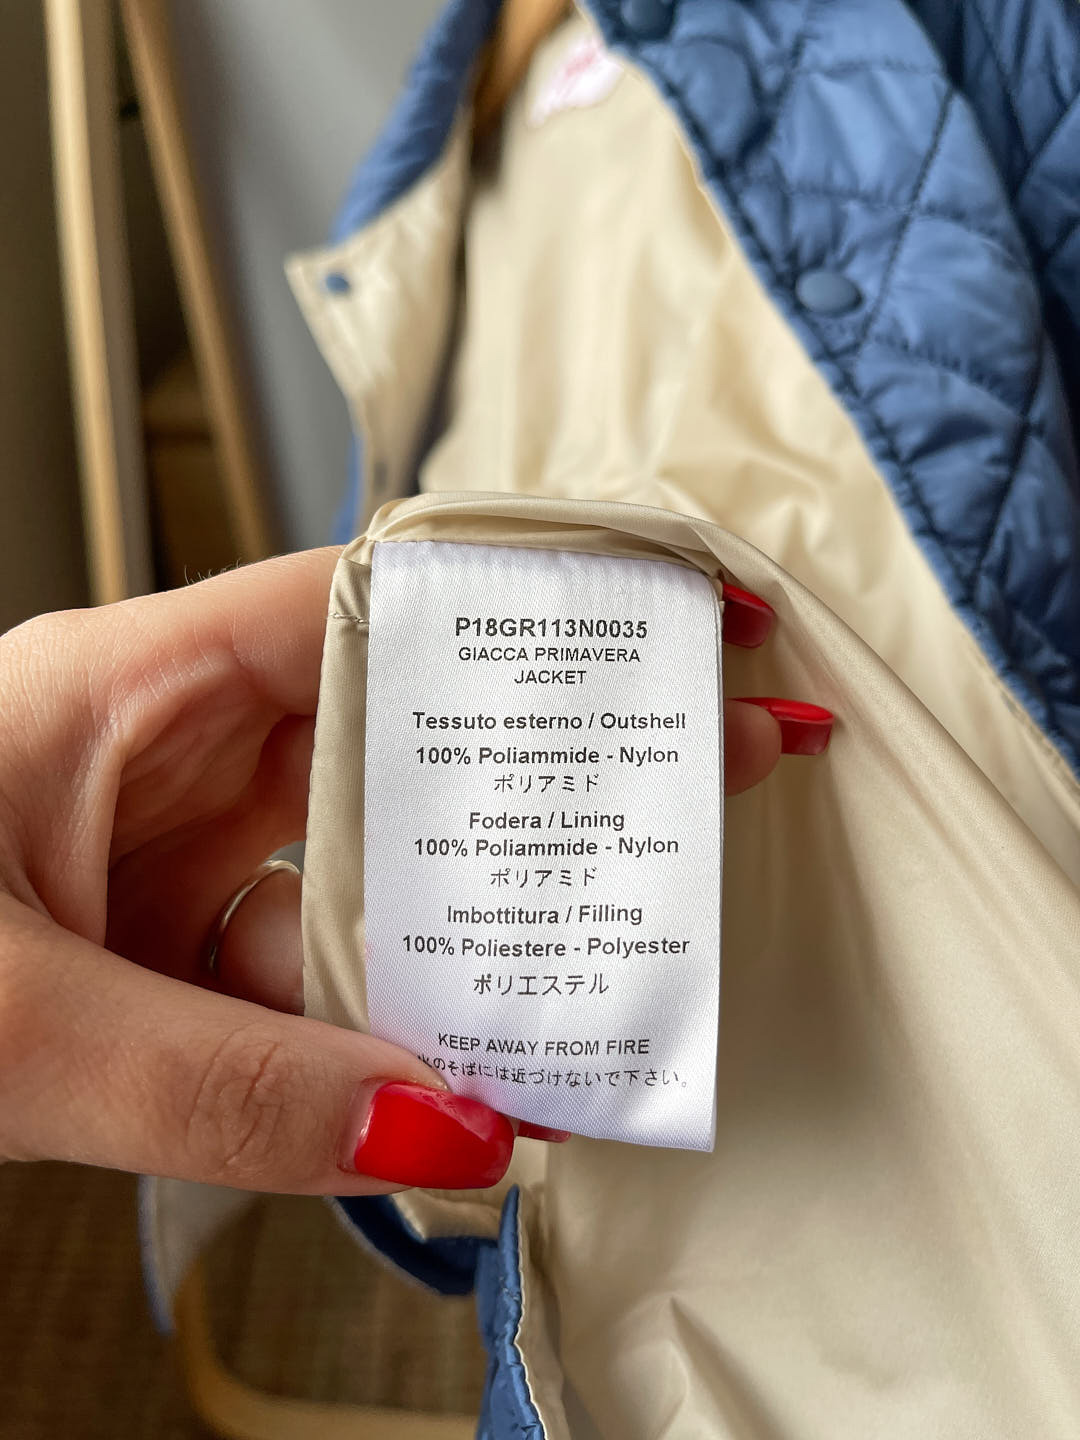 P18GR113N0035
GIACCA PRIMAVERA
JACKET
Tessuto esterno / Outshell
100% Poliammide - Nylon
ポリアミド
Fodera / Lining
100% Poliammide - Nylon
ポリアミド
Imbottitura / Filling
100% Poliestere - Polyester
ポリエステル
KEEP AWAY FROM FIRE
火のそばには近づけないで下さい。